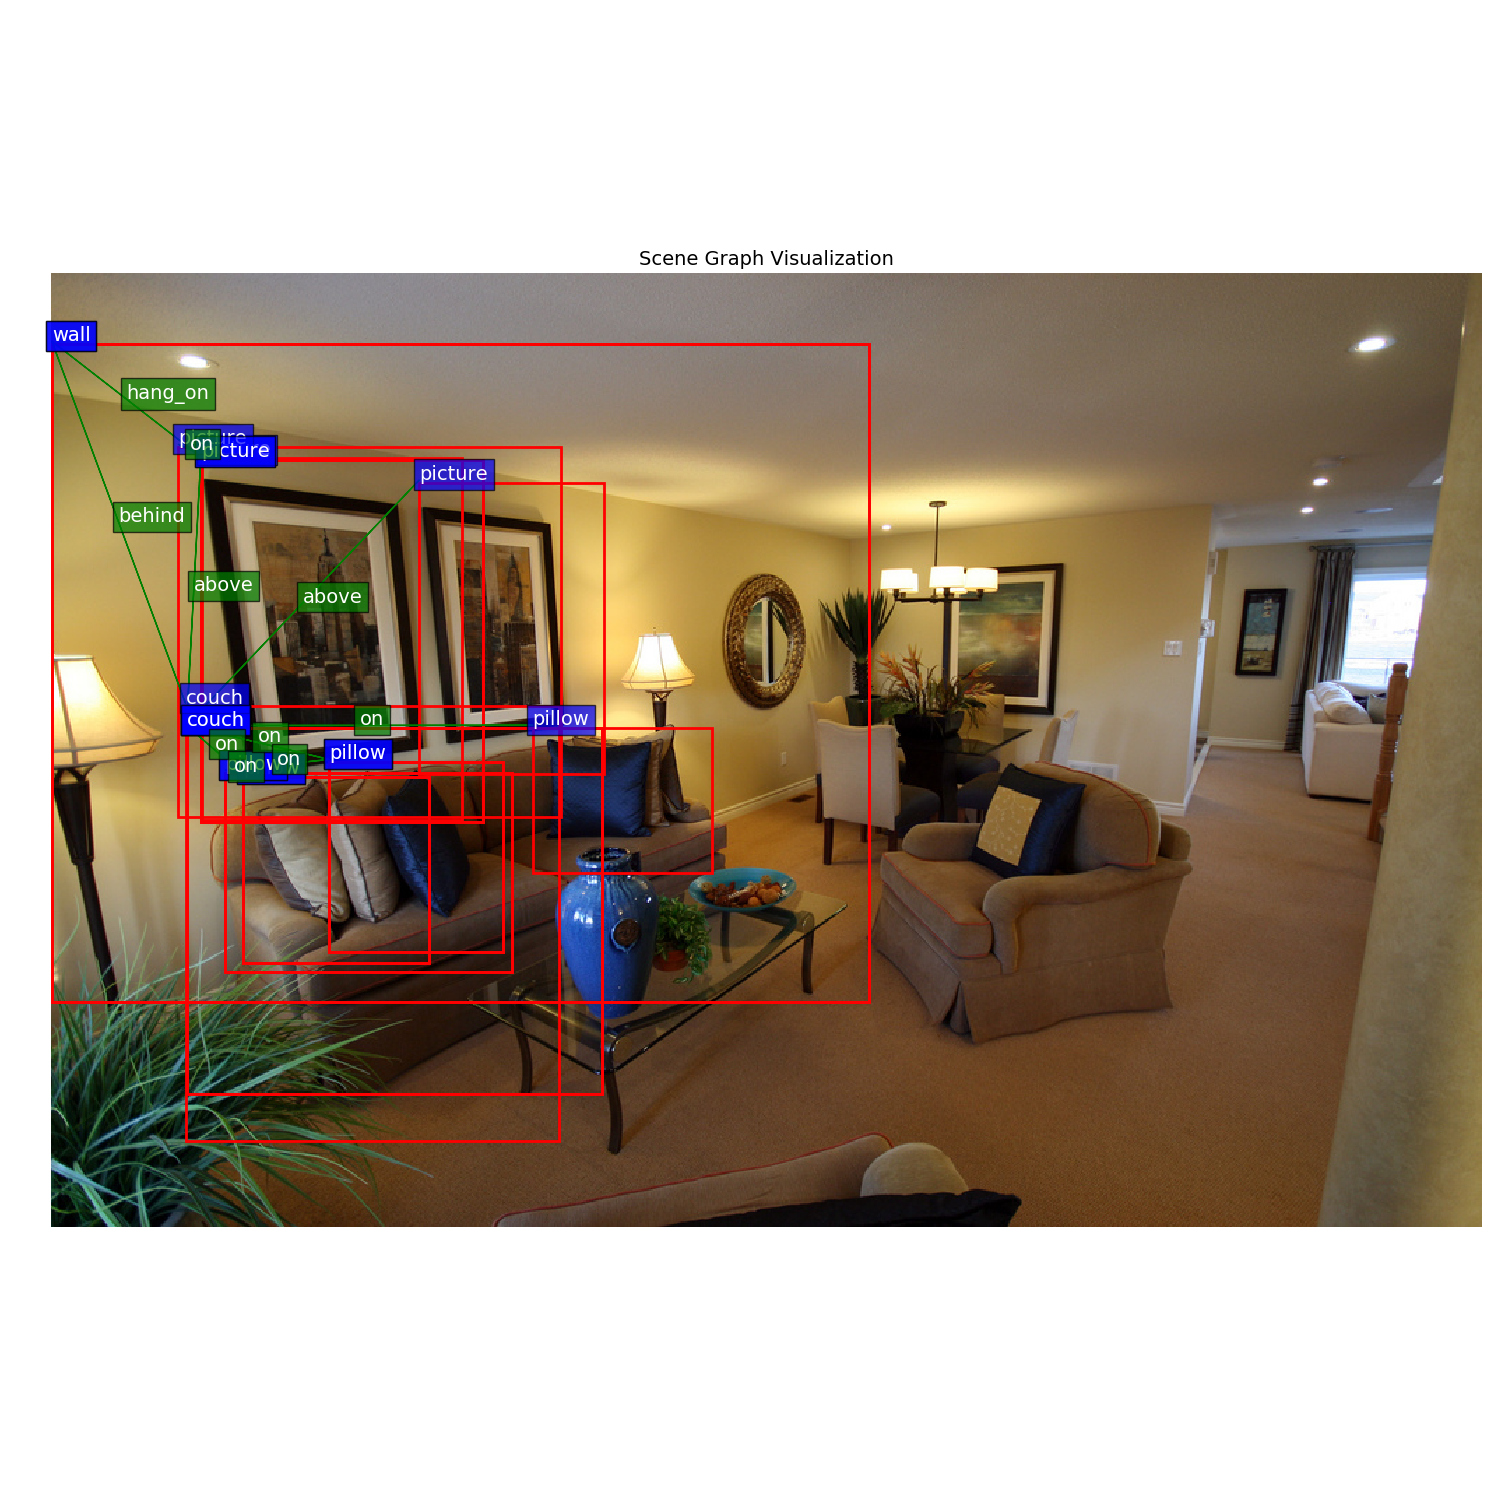 Scene Graph Visualization
wall
hang_on
picture
on
picture
picture
behind
above
above
couch
couch
on
pillow
on
on
pillow
on
on